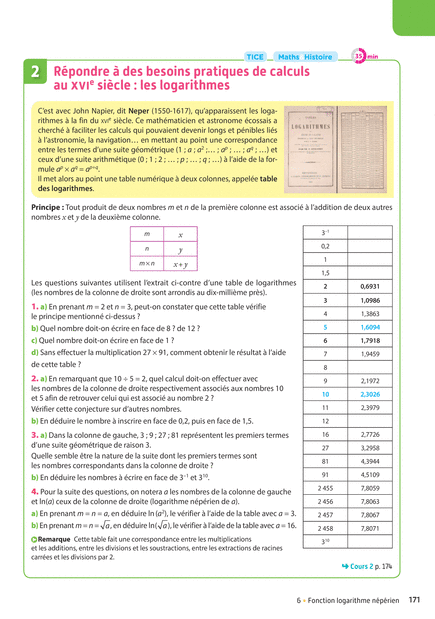 TICE Maths Histoire 35 min
2 Répondre à des besoins pratiques de calculs
au XVIe siècle : les logarithmes
C'est avec John Napier, dit Neper (1550-1617), qu'apparaissent les loga-
rithmes à la fin du XVIe siècle. Ce mathématicien et astronome écossais a
cherché à faciliter les calculs qui pouvaient devenir longs et pénibles liés
à l'astronomie, la navigation… en mettant au point une correspondance
entre les termes d'une suite géométrique (1 ; a ; a² ;… ; aᵖ ; … ; a^q ; …) et
ceux d'une suite arithmétique (0 ; 1 ; 2 ; … ; p ; … ; q ; …) à l'aide de la for-
mule aᵖ × a^q = a^(p+q).
Il met alors au point une table numérique à deux colonnes, appelée table
des logarithmes.
LOGARITHMES
Principe : Tout produit de deux nombres m et n de la première colonne est associé à l'addition de deux autres
nombres x et y de la deuxième colonne.
m x
n y
m × n x + y
Les questions suivantes utilisent l'extrait ci-contre d'une table de logarithmes
(les nombres de la colonne de droite sont arrondis au dix-millième près).
1. a) En prenant m = 2 et n = 3, peut-on constater que cette table vérifie
le principe mentionné ci-dessus ?
b) Quel nombre doit-on écrire en face de 8 ? de 12 ?
c) Quel nombre doit-on écrire en face de 1 ?
d) Sans effectuer la multiplication 27 × 91, comment obtenir le résultat à l'aide
de cette table ?
2. a) En remarquant que 10 ÷ 5 = 2, quel calcul doit-on effectuer avec
les nombres de la colonne de droite respectivement associés aux nombres 10
et 5 afin de retrouver celui qui est associé au nombre 2 ?
Vérifier cette conjecture sur d'autres nombres.
b) En déduire le nombre à inscrire en face de 0,2, puis en face de 1,5.
3. a) Dans la colonne de gauche, 3 ; 9 ; 27 ; 81 représentent les premiers termes
d'une suite géométrique de raison 3.
Quelle semble être la nature de la suite dont les premiers termes sont
les nombres correspondants dans la colonne de droite ?
b) En déduire les nombres à écrire en face de 3⁻¹ et 3¹⁰.
4. Pour la suite des questions, on notera a les nombres de la colonne de gauche
et ln(a) ceux de la colonne de droite (logarithme népérien de a).
a) En prenant m = n = a, en déduire ln (a²), le vérifier à l'aide de la table avec a = 3.
b) En prenant m = n = √a, en déduire ln(√a), le vérifier à l'aide de la table avec a = 16.
Remarque Cette table fait une correspondance entre les multiplications
et les additions, entre les divisions et les soustractions, entre les extractions de racines
carrées et les divisions par 2.
3⁻¹
0,2
1
1,5
2 0,6931
3 1,0986
4 1,3863
5 1,6094
6 1,7918
7 1,9459
8
9 2,1972
10 2,3026
11 2,3979
12
16 2,7726
27 3,2958
81 4,3944
91 4,5109
2 455 7,8059
2 456 7,8063
2 457 7,8067
2 458 7,8071
3¹⁰
Cours 2 p. 174
6 • Fonction logarithme népérien 171